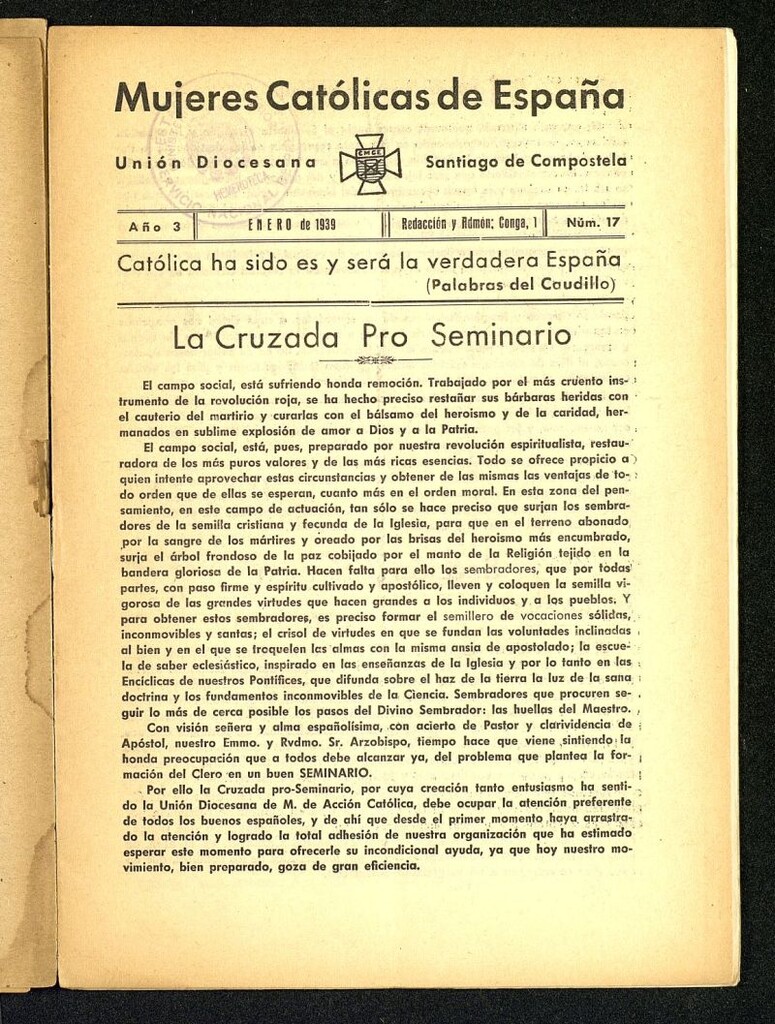 Mujeres Católicas de España
Unión Diocesana
Santiago de Compostela
HEMEROTECA
SERVICIO NACIONAL
Año 3
ENERO de 1939
Redacción y Admón: Conga, 1
Núm. 17
Católica ha sido es y será la verdadera España
(Palabras del Caudillo)
La Cruzada Pro Seminario
El campo social, está sufriendo honda remoción. Trabajado por el más cruento ins-
trumento de la revolución roja, se ha hecho preciso restañar sus bárbaras heridas con
el cauterio del martirio y curarlas con el bálsamo del heroismo y de la caridad, her-
manados en sublime explosión de amor a Dios y a la Patria.
El campo social, está, pues, preparado por nuestra revolución espiritualista, restau-
radora de los más puros valores y de las más ricas esencias. Todo se ofrece propicio a
quien intente aprovechar estas circunstancias y obtener de las mismas las ventajas de to-
do orden que de ellas se esperan, cuanto más en el orden moral. En esta zona del pen-
samiento, en este campo de actuación, tan sólo se hace preciso que surjan los sembra-
dores de la semilla cristiana y fecunda de la Iglesia, para que en el terreno abonado
por la sangre de los mártires y oreado por las brisas del heroismo más encumbrado,
surja el árbol frondoso de la paz cobijado por el manto de la Religión tejido en la
bandera gloriosa de la Patria. Hacen falta para ello los sembradores, que por todas
partes, con paso firme y espíritu cultivado y apostólico, lleven y coloquen la semilla vi-
gorosa de las grandes virtudes que hacen grandes a los individuos y a los pueblos. Y
para obtener estos sembradores, es preciso formar el semillero de vocaciones sólidas,
inconmovibles y santas; el crisol de virtudes en que se fundan las voluntades inclinadas
al bien y en el que se troquelen las almas con la misma ansia de apostolado; la escue-
la de saber eclesiástico, inspirado en las enseñanzas de la Iglesia y por lo tanto en las
Encíclicas de nuestros Pontífices, que difunda sobre el haz de la tierra la luz de la sana
doctrina y los fundamentos inconmovibles de la Ciencia. Sembradores que procuren se-
guir lo más de cerca posible los pasos del Divino Sembrador: las huellas del Maestro.
Con visión señera y alma españolísima, con acierto de Pastor y clarividencia de
Apóstol, nuestro Emmo. y Rvdmo. Sr. Arzobispo, tiempo hace que viene sintiendo la
honda preocupación que a todos debe alcanzar ya, del problema que plantea la for-
mación del Clero en un buen SEMINARIO.
Por ello la Cruzada pro-Seminario, por cuya creación tanto entusiasmo ha senti-
do la Unión Diocesana de M. de Acción Católica, debe ocupar la atención preferente
de todos los buenos españoles, y de ahí que desde el primer momento haya arrastra-
do la atención y logrado la total adhesión de nuestra organización que ha estimado
esperar este momento para ofrecerle su incondicional ayuda, ya que hoy nuestro mo-
vimiento, bien preparado, goza de gran eficiencia.